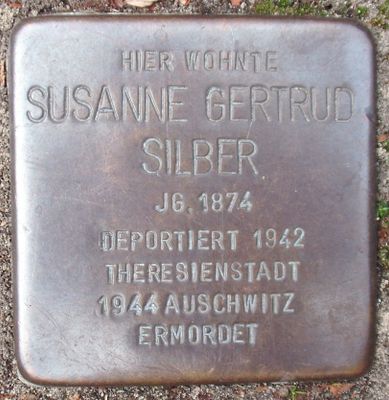 HIER WOHNTE
SUSANNE GERTRUD
SILBER
JG. 1874
DEPORTIERT 1942
THERESIENSTADT
1944 AUSCHWITZ
ERMORDET